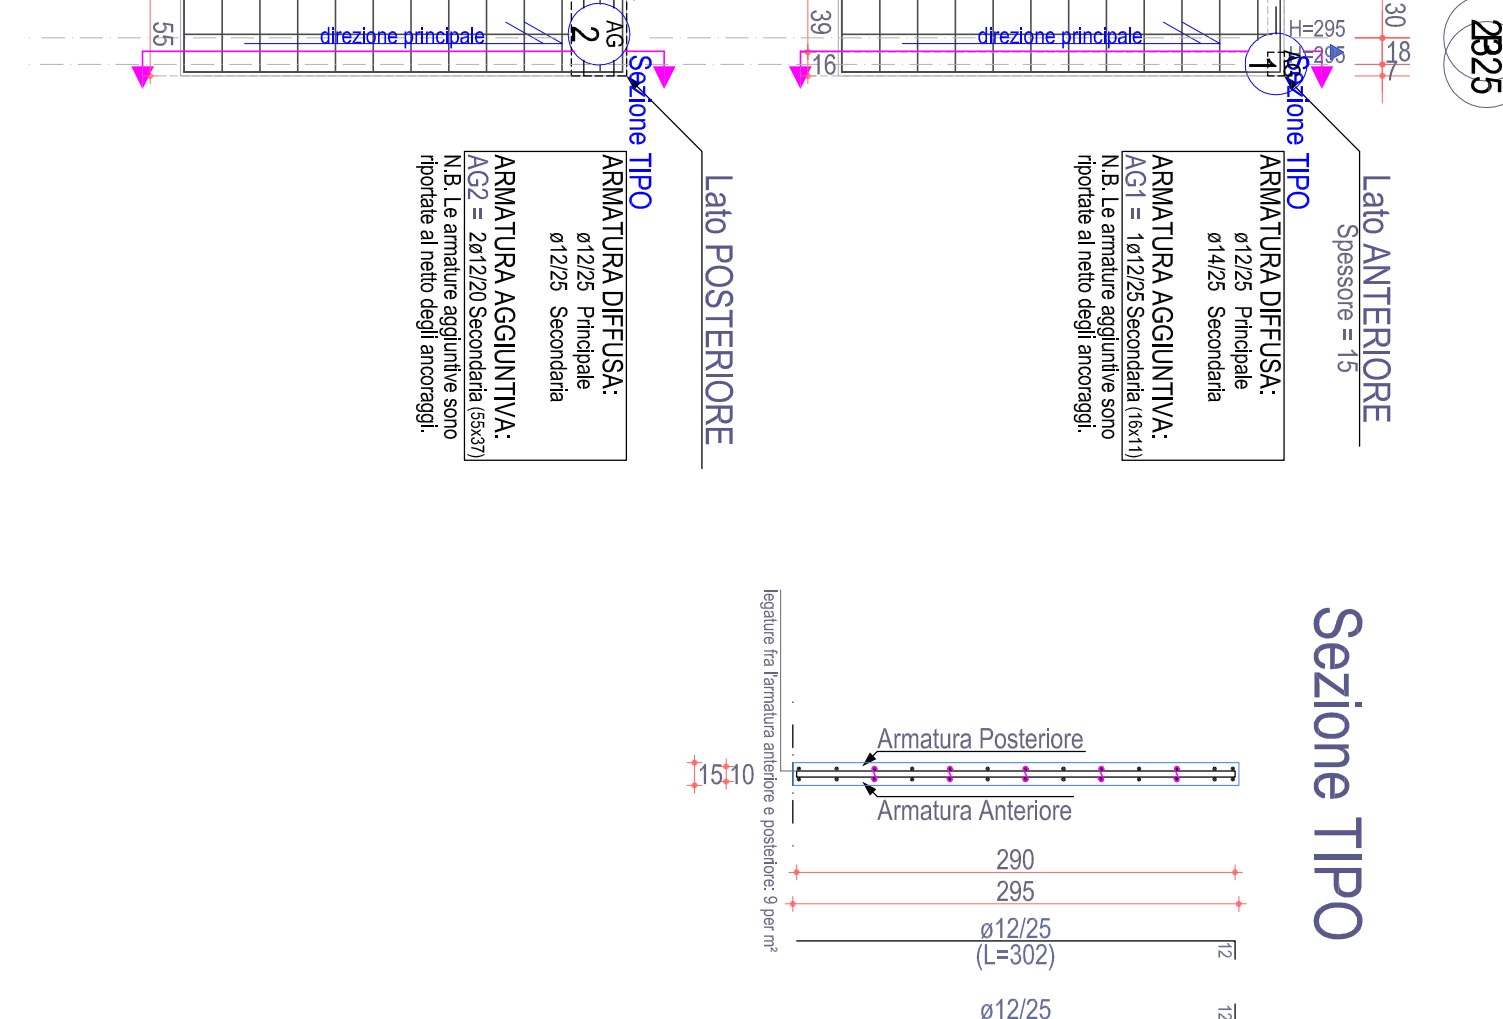 55
direzione principale
AG
2
39
16
direzione principale
1
H=295
30
18
7
Sezione TIPO
Lato POSTERIORE
ARMATURA DIFFUSA:
ø12/25 Principale
ø12/25 Secondaria
ARMATURA AGGIUNTIVA:
AG2 = 2ø12/20 Secondaria (55x37)
N.B. Le armature aggiuntive sono
riportate al netto degli ancoraggi.
Sezione TIPO
Lato ANTERIORE
Spessore = 15
ARMATURA DIFFUSA:
ø12/25 Principale
ø14/25 Secondaria
ARMATURA AGGIUNTIVA:
AG1 = 1ø12/25 Secondaria (16x11)
N.B. Le armature aggiuntive sono
riportate al netto degli ancoraggi.
Sezione TIPO
legature fra l'armatura anteriore e posteriore: 9 per m²
Armatura Posteriore
15
10
Armatura Anteriore
290
295
ø12/25
(L=302)
12
ø12/25
12